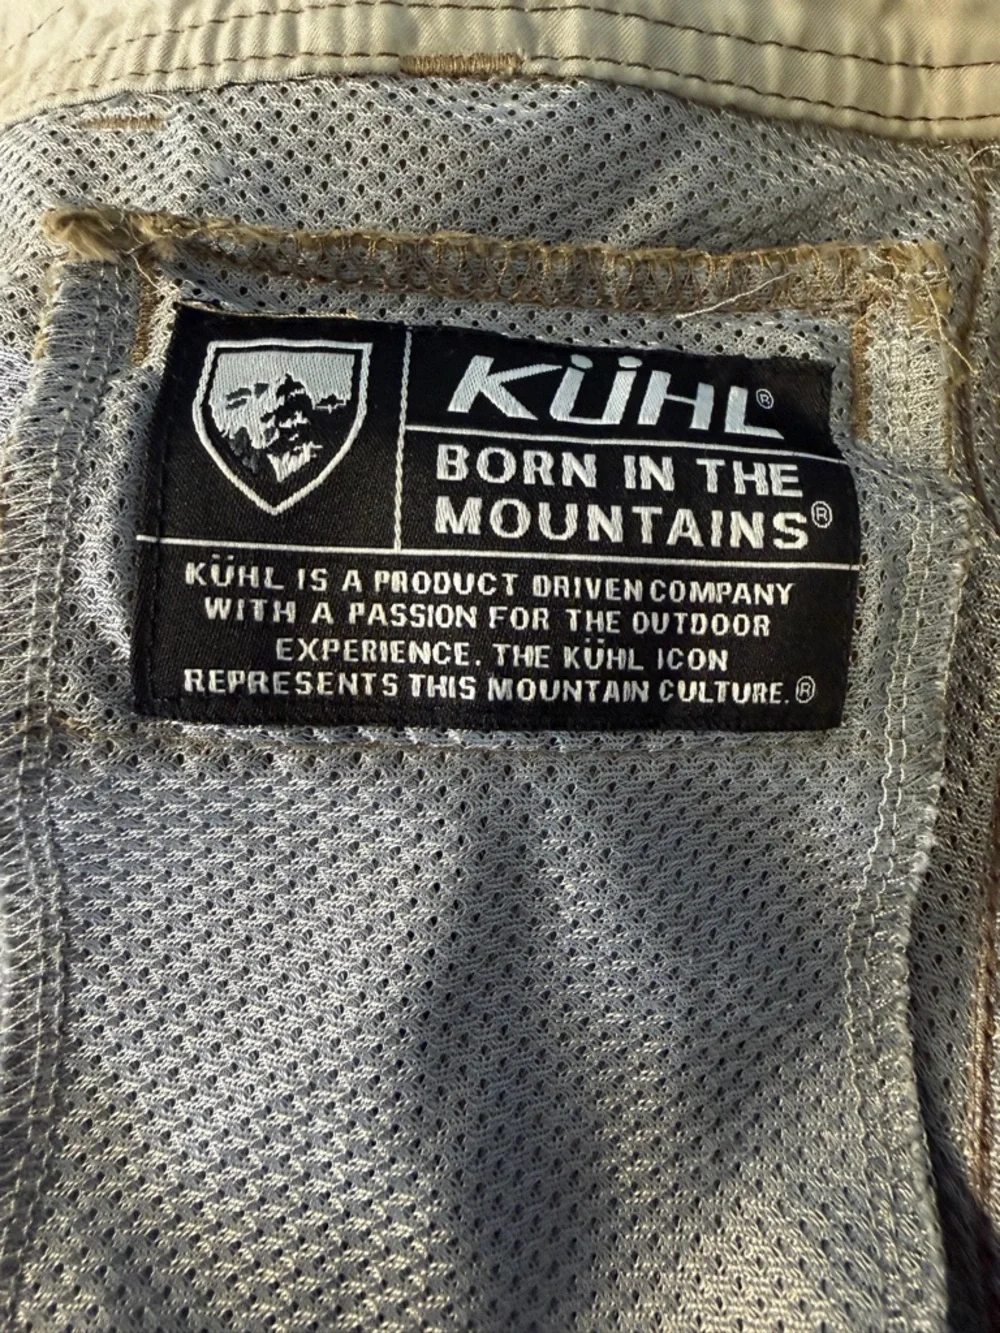 KÜHL®
BORN IN THE
MOUNTAINS®
KÜHL IS A PRODUCT DRIVEN COMPANY
WITH A PASSION FOR THE OUTDOOR
EXPERIENCE. THE KÜHL ICON
REPRESENTS THIS MOUNTAIN CULTURE.®